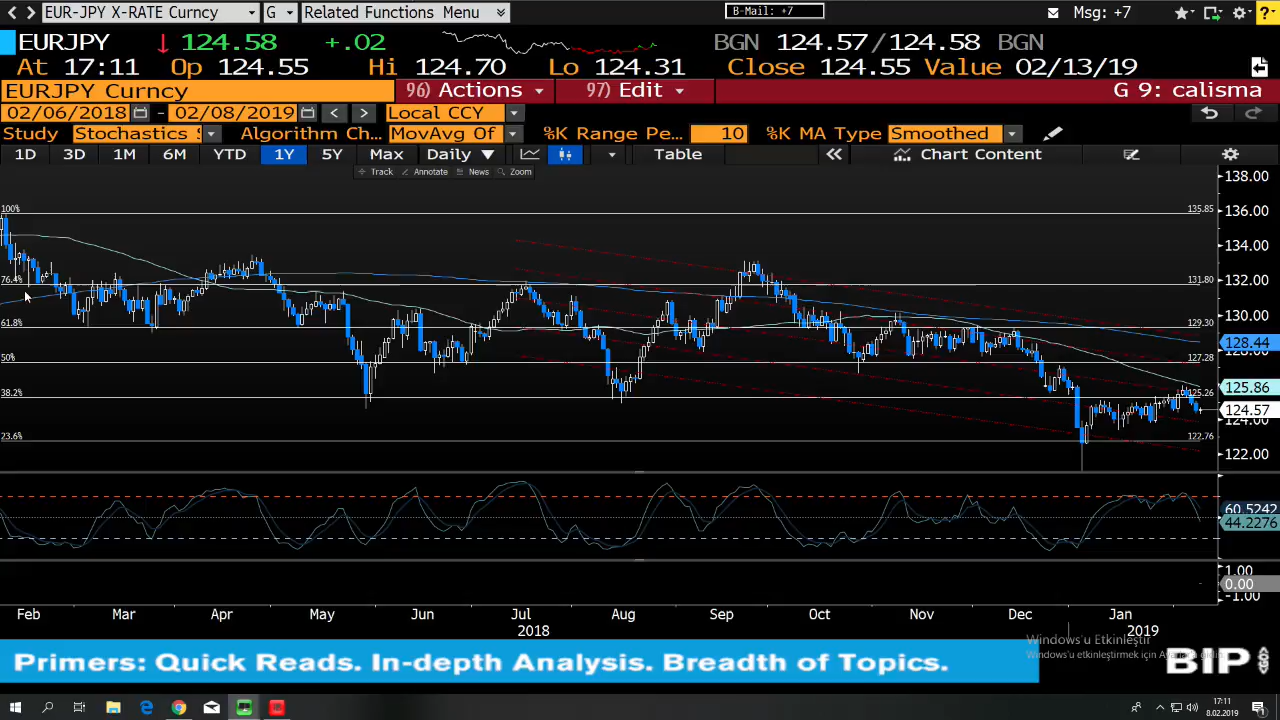 EUR-JPY X-RATE Curncy G Related Functions Menu B-Mail: +7 Msg: +7 ?
EURJPY ↓ 124.58 +.02 BGN 124.57/124.58 BGN
At 17:11 Op 124.55 Hi 124.70 Lo 124.31 Close 124.55 Value 02/13/19
EURJPY Curncy 96) Actions 97) Edit G 9: calisma
02/06/2018 - 02/08/2019 < > Local CCY
Study Stochastics Algorithm Ch... MovAvg Of %K Range Pe... 10 %K MA Type Smoothed
1D 3D 1M 6M YTD 1Y 5Y Max Daily ▼ Table « Chart Content
Track Annotate News Zoom
138.00
100% 135.85 136.00
134.00
76.4% 131.80 132.00
61.8% 129.30 130.00
128.44
128.00
50% 127.28
125.86
38.2% 125.26
124.57
124.00
23.6% 122.76
122.00
60.5242
44.2276
1.00
0.00
-1.00
Feb Mar Apr May Jun Jul Aug Sep Oct Nov Dec Jan
2018 2019
Windows'u Etkinleştir
Windows'u etkinleştirmek için
Primers: Quick Reads. In-depth Analysis. Breadth of Topics.
BIP
17:11
8.02.2019